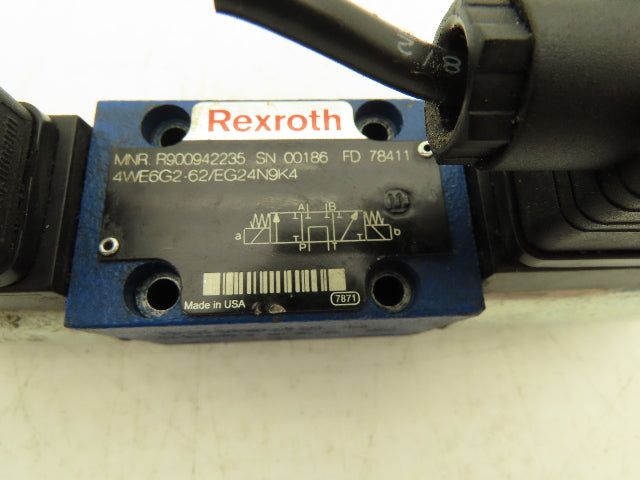 Rexroth
MNR. R900942235 SN 00186 FD 78411
4WE6G2-62/EG24N9K4
A B
a b
P T
Made in USA
7871